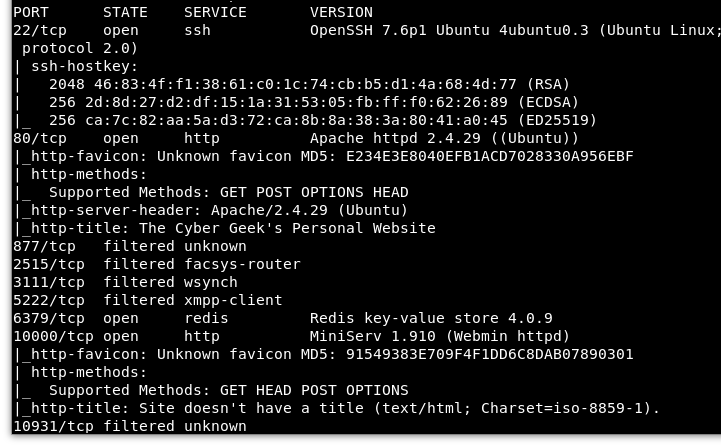 PORT STATE SERVICE VERSION
22/tcp open ssh OpenSSH 7.6p1 Ubuntu 4ubuntu0.3 (Ubuntu Linux;
protocol 2.0)
| ssh-hostkey:
| 2048 46:83:4f:f1:38:61:c0:1c:74:cb:b5:d1:4a:68:4d:77 (RSA)
| 256 2d:8d:27:d2:df:15:1a:31:53:05:fb:ff:f0:62:26:89 (ECDSA)
|_ 256 ca:7c:82:aa:5a:d3:72:ca:8b:8a:38:3a:80:41:a0:45 (ED25519)
80/tcp open http Apache httpd 2.4.29 ((Ubuntu))
|_http-favicon: Unknown favicon MD5: E234E3E8040EFB1ACD7028330A956EBF
| http-methods:
|_ Supported Methods: GET POST OPTIONS HEAD
|_http-server-header: Apache/2.4.29 (Ubuntu)
|_http-title: The Cyber Geek's Personal Website
877/tcp filtered unknown
2515/tcp filtered facsys-router
3111/tcp filtered wsynch
5222/tcp filtered xmpp-client
6379/tcp open redis Redis key-value store 4.0.9
10000/tcp open http MiniServ 1.910 (Webmin httpd)
|_http-favicon: Unknown favicon MD5: 91549383E709F4F1DD6C8DAB07890301
| http-methods:
|_ Supported Methods: GET HEAD POST OPTIONS
|_http-title: Site doesn't have a title (text/html; Charset=iso-8859-1).
10931/tcp filtered unknown